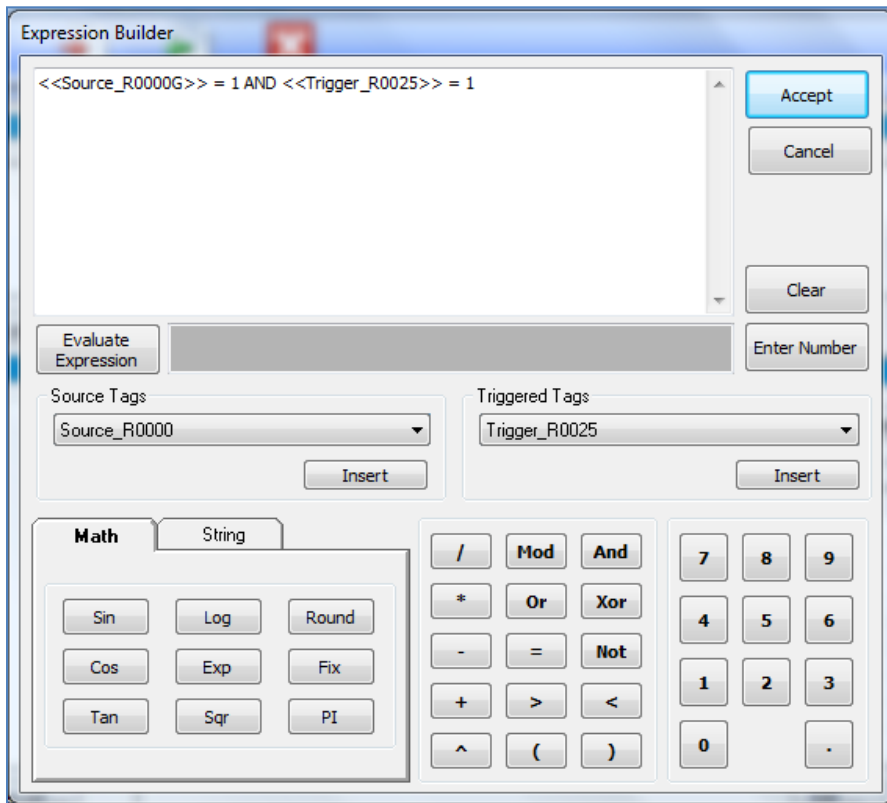 Expression Builder
<<Source_R0000G>> = 1 AND <<Trigger_R0025>> = 1
Accept
Cancel
Clear
Evaluate
Expression
Enter Number
Source Tags
Triggered Tags
Source_R0000
Trigger_R0025
Insert
Insert
Math
String
Sin
Log
Round
Cos
Exp
Fix
Tan
Sqr
PI
/
Mod
And
*
Or
Xor
-
=
Not
+
>
<
^
(
)
7
8
9
4
5
6
1
2
3
0
.